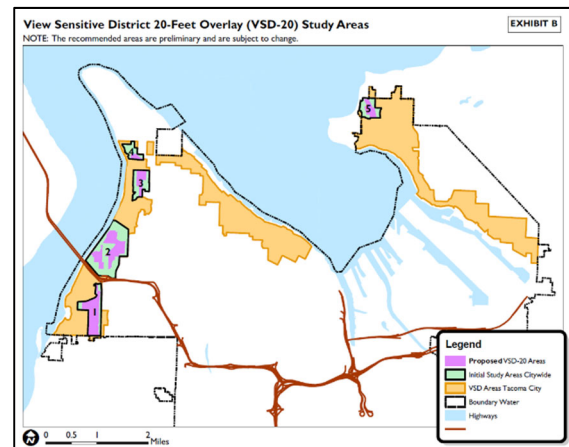 View Sensitive District 20-Feet Overlay (VSD-20) Study Areas
EXHIBIT B
NOTE: The recommended areas are preliminary and are subject to change.
5
3
2
1
Legend
Proposed VSD-20 Areas
Initial Study Areas Citywide
VSD Areas Tacoma City
Boundary Water
Highways
0 0.5 1 2
Miles